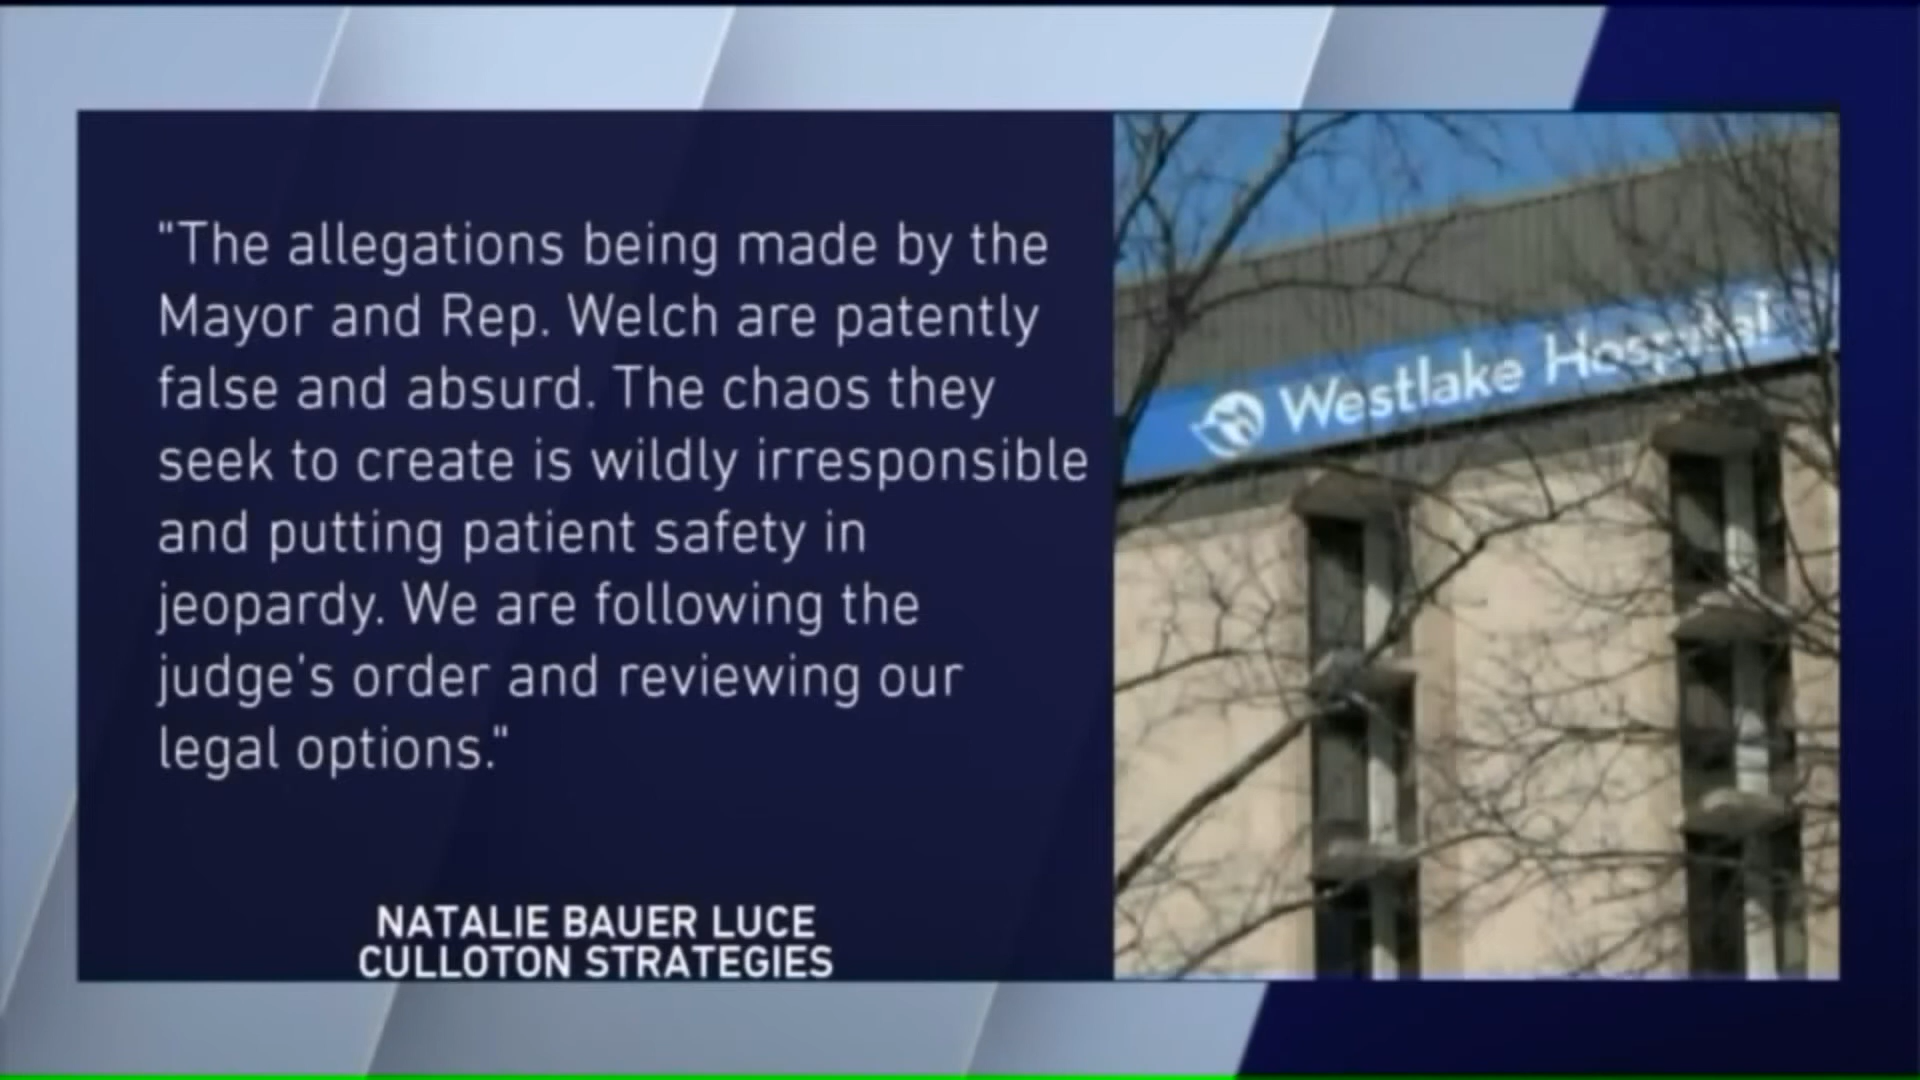 "The allegations being made by the
Mayor and Rep. Welch are patently
false and absurd. The chaos they
seek to create is wildly irresponsible
and putting patient safety in
jeopardy. We are following the
judge's order and reviewing our
legal options."
NATALIE BAUER LUCE
CULLOTON STRATEGIES
Westlake Hospital